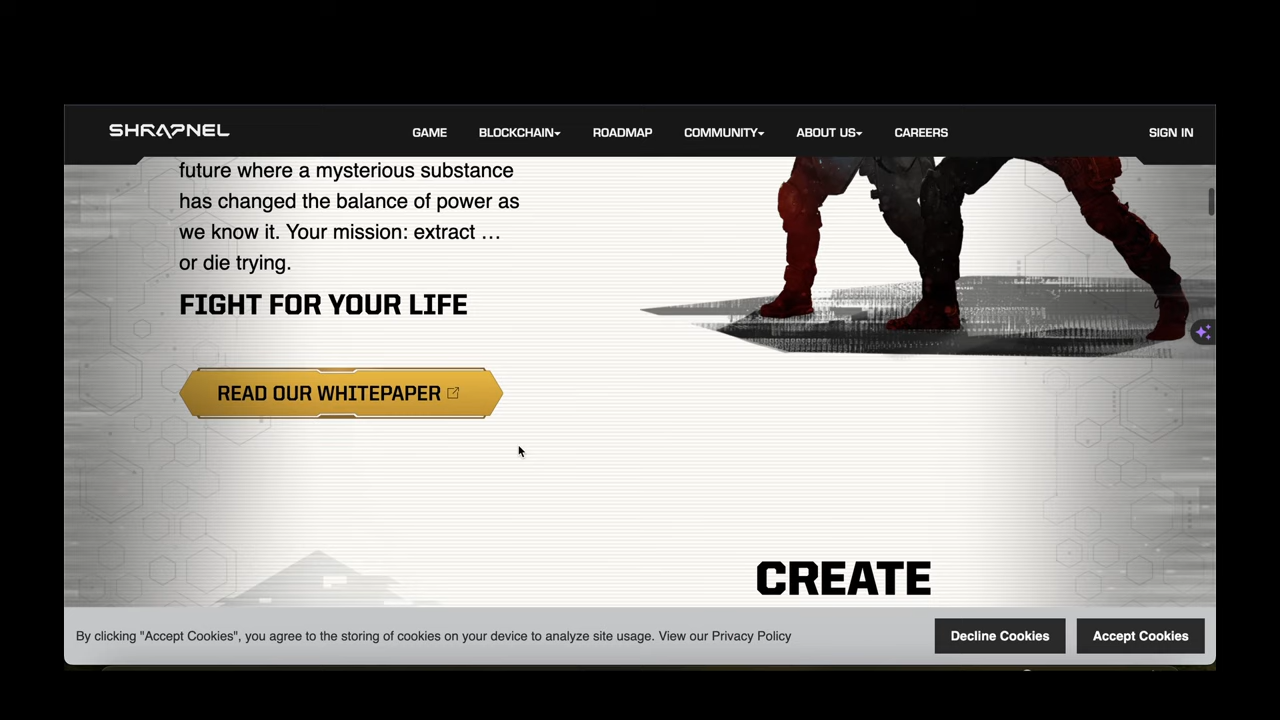 SHRAPNEL
GAME
BLOCKCHAIN
ROADMAP
COMMUNITY
ABOUT US
CAREERS
SIGN IN
future where a mysterious substance
has changed the balance of power as
we know it. Your mission: extract …
or die trying.
FIGHT FOR YOUR LIFE
READ OUR WHITEPAPER
CREATE
By clicking "Accept Cookies", you agree to the storing of cookies on your device to analyze site usage. View our Privacy Policy
Decline Cookies
Accept Cookies